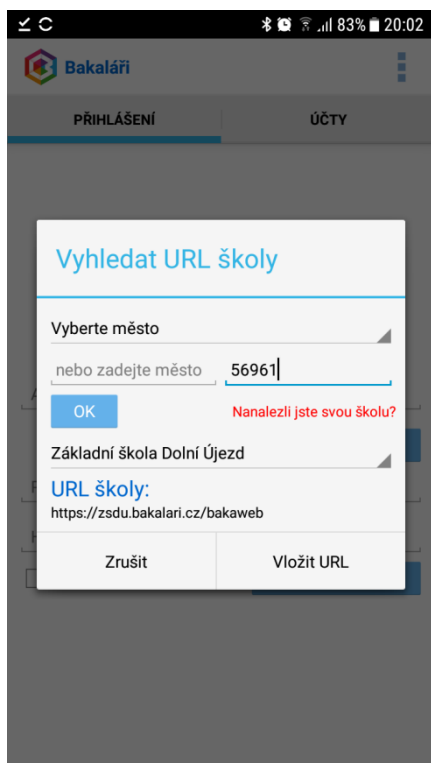 83% 20:02
Bakaláři
PŘIHLÁŠENÍ ÚČTY
Vyhledat URL školy
Vyberte město
nebo zadejte město 56961
OK Nanalezli jste svou školu?
Základní škola Dolní Újezd
URL školy:
https://zsdu.bakalari.cz/bakaweb
Zrušit Vložit URL